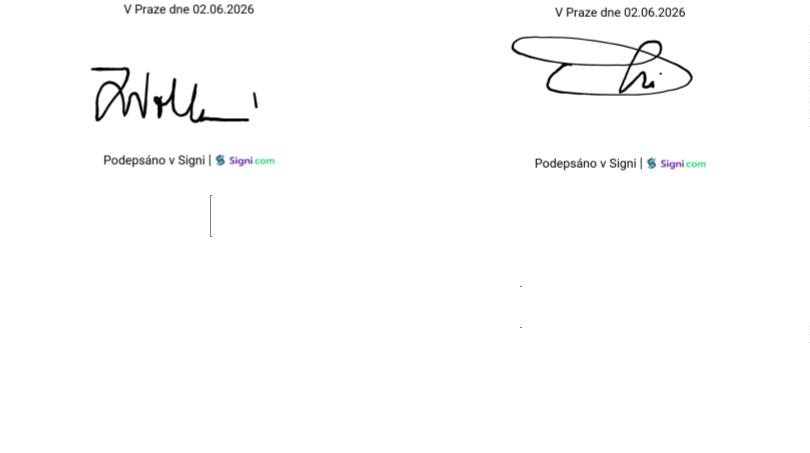 V Praze dne 02.06.2026
Podepsáno v Signi | Signi.com
V Praze dne 02.06.2026
Podepsáno v Signi | Signi.com